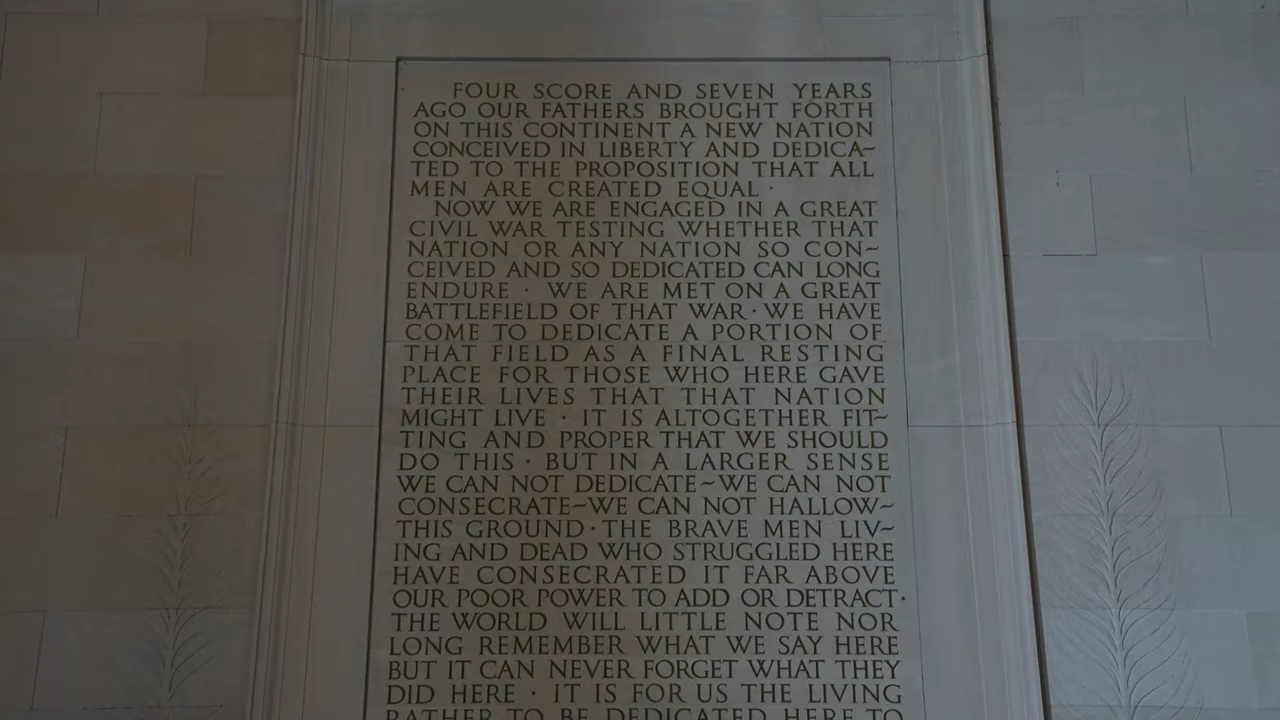 FOUR SCORE AND SEVEN YEARS
AGO OUR FATHERS BROUGHT FORTH
ON THIS CONTINENT A NEW NATION
CONCEIVED IN LIBERTY AND DEDICA~
TED TO THE PROPOSITION THAT ALL
MEN ARE CREATED EQUAL ·
NOW WE ARE ENGAGED IN A GREAT
CIVIL WAR TESTING WHETHER THAT
NATION OR ANY NATION SO CON~
CEIVED AND SO DEDICATED CAN LONG
ENDURE · WE ARE MET ON A GREAT
BATTLEFIELD OF THAT WAR · WE HAVE
COME TO DEDICATE A PORTION OF
THAT FIELD AS A FINAL RESTING
PLACE FOR THOSE WHO HERE GAVE
THEIR LIVES THAT THAT NATION
MIGHT LIVE · IT IS ALTOGETHER FIT~
TING AND PROPER THAT WE SHOULD
DO THIS · BUT IN A LARGER SENSE
WE CAN NOT DEDICATE~WE CAN NOT
CONSECRATE~WE CAN NOT HALLOW~
THIS GROUND · THE BRAVE MEN LIV~
ING AND DEAD WHO STRUGGLED HERE
HAVE CONSECRATED IT FAR ABOVE
OUR POOR POWER TO ADD OR DETRACT ·
THE WORLD WILL LITTLE NOTE NOR
LONG REMEMBER WHAT WE SAY HERE
BUT IT CAN NEVER FORGET WHAT THEY
DID HERE · IT IS FOR US THE LIVING
RATHER TO BE DEDICATED HERE TO